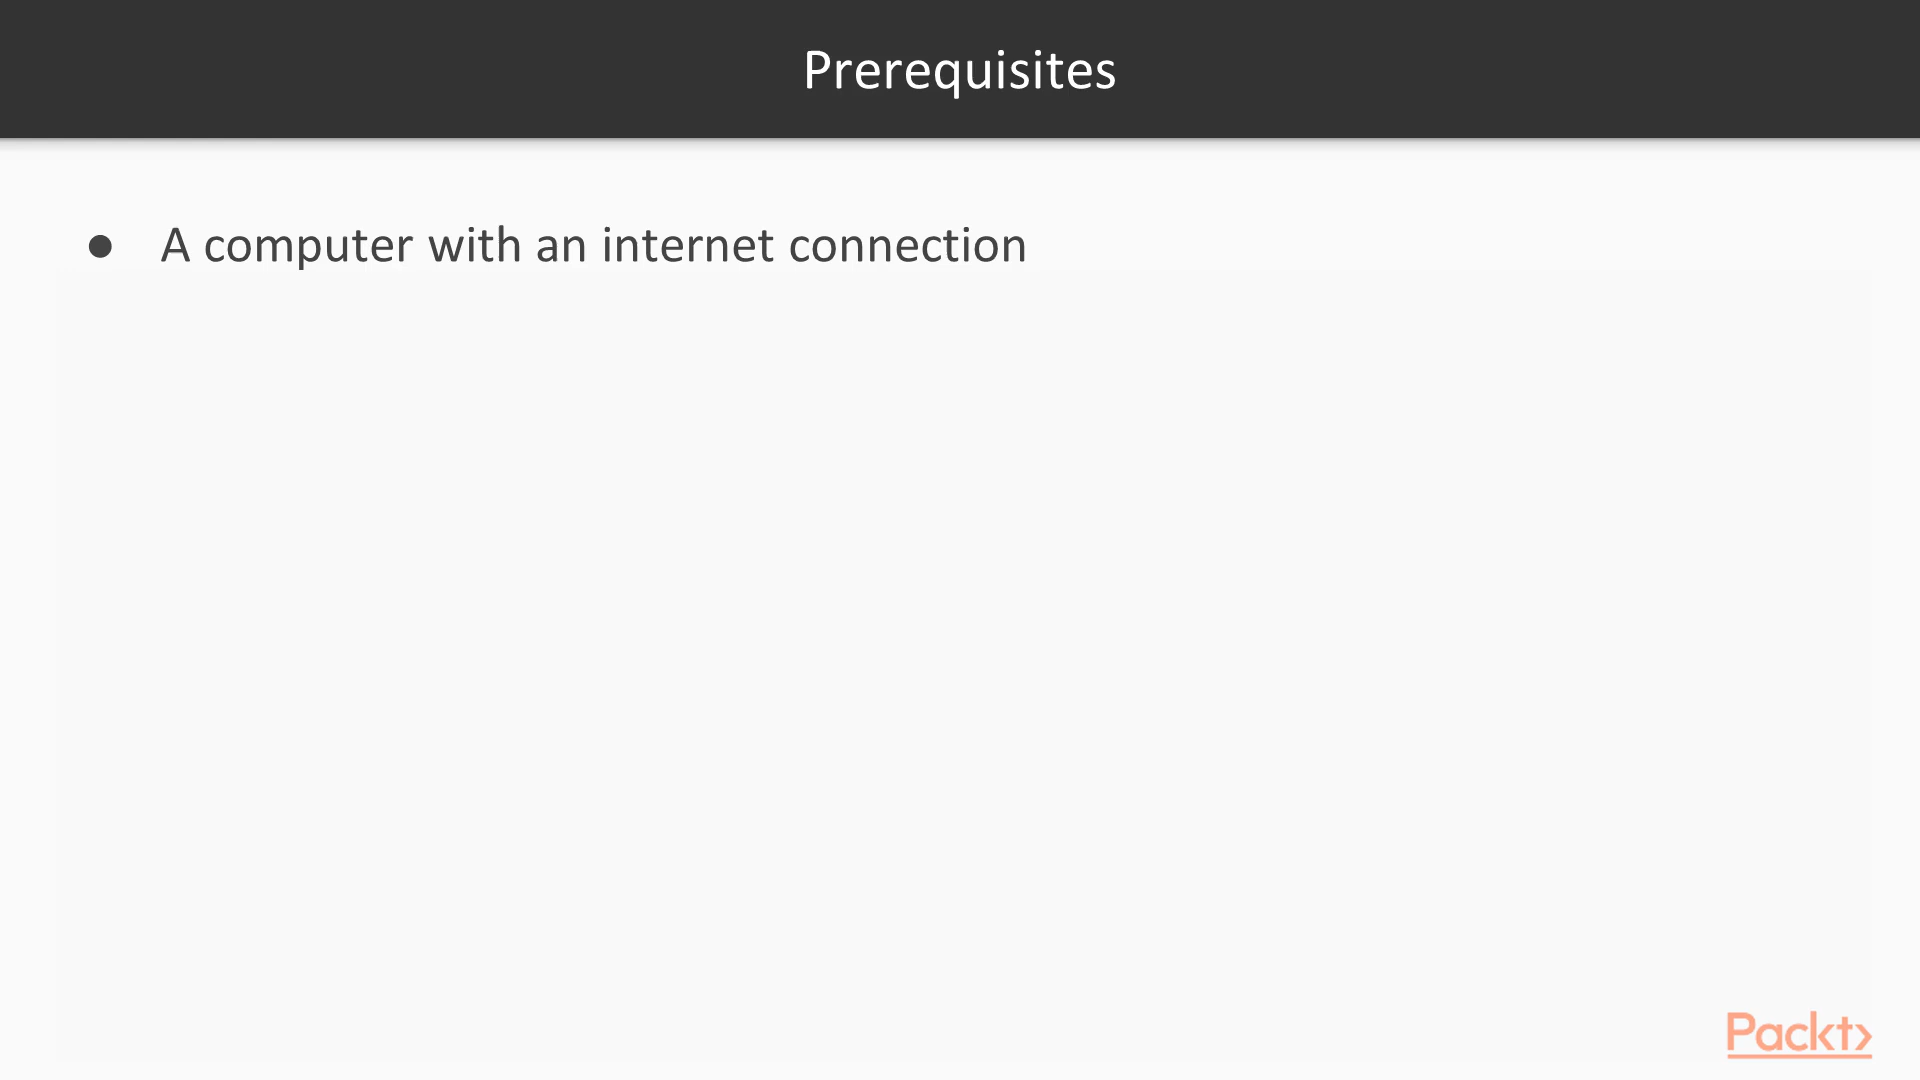 Prerequisites
● A computer with an internet connection
Packt>